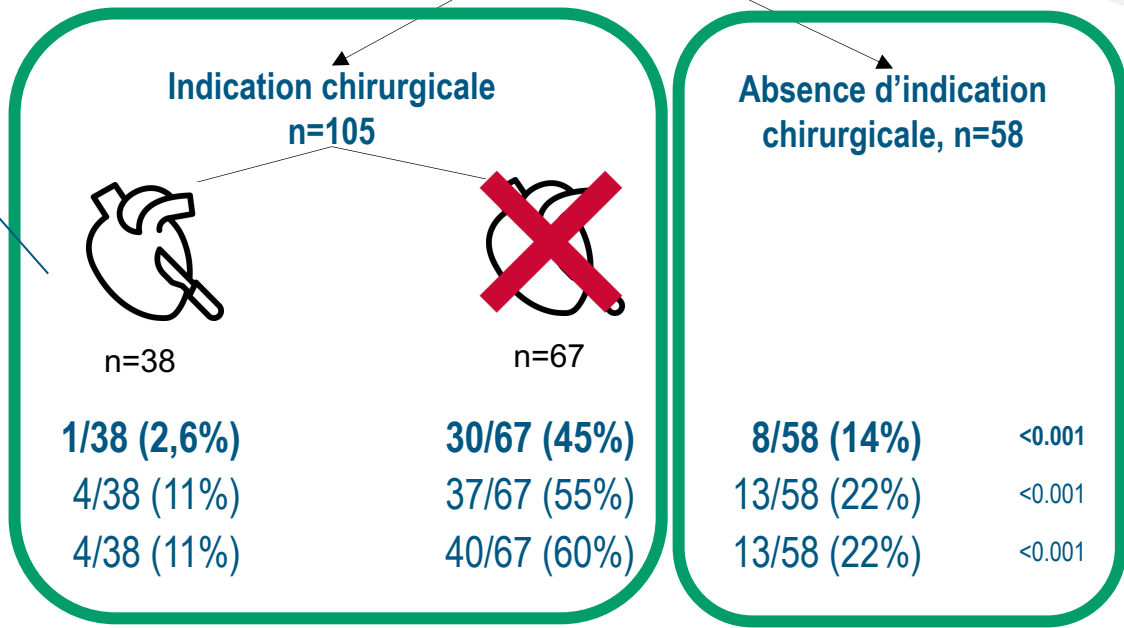 Indication chirurgicale
n=105
Absence d'indication
chirurgicale, n=58
n=38
n=67
1/38 (2,6%) 30/67 (45%) 8/58 (14%) <0.001
4/38 (11%) 37/67 (55%) 13/58 (22%) <0.001
4/38 (11%) 40/67 (60%) 13/58 (22%) <0.001